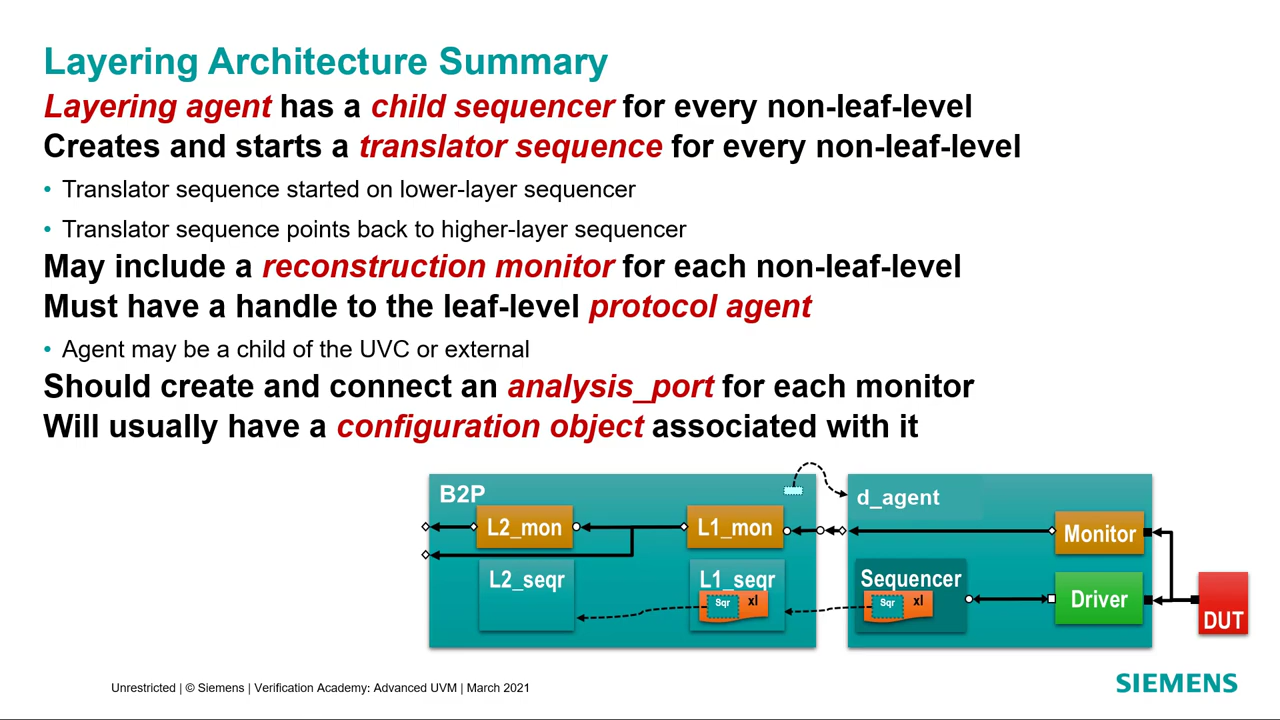 Layering Architecture Summary
Layering agent has a child sequencer for every non-leaf-level
Creates and starts a translator sequence for every non-leaf-level
• Translator sequence started on lower-layer sequencer
• Translator sequence points back to higher-layer sequencer
May include a reconstruction monitor for each non-leaf-level
Must have a handle to the leaf-level protocol agent
• Agent may be a child of the UVC or external
Should create and connect an analysis_port for each monitor
Will usually have a configuration object associated with it
B2P
d_agent
L2_mon
L1_mon
Monitor
L2_seqr
L1_seqr
Sqr xl
Sequencer
Sqr xl
Driver
DUT
Unrestricted | © Siemens | Verification Academy: Advanced UVM | March 2021
SIEMENS